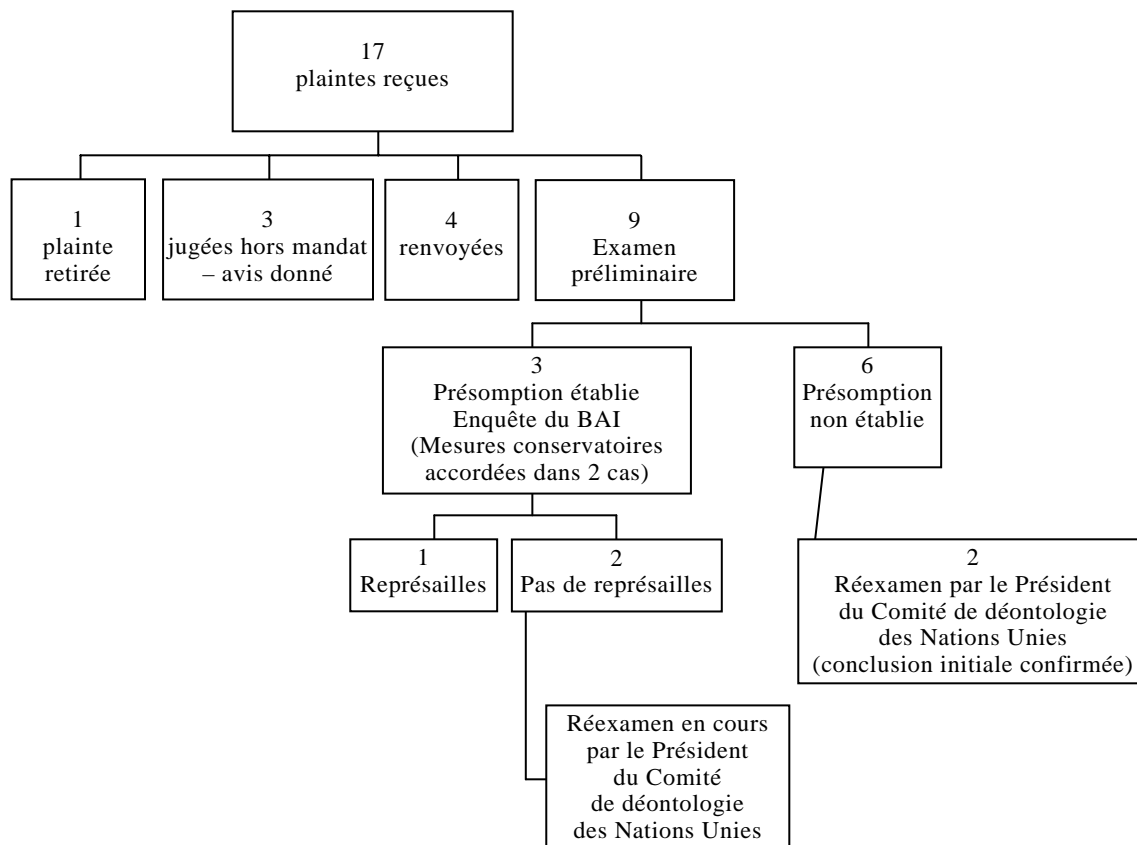 17
plaintes reçues
1
plainte
retirée
3
jugées hors mandat
– avis donné
4
renvoyées
9
Examen
préliminaire
3
Présomption établie
Enquête du BAI
(Mesures conservatoires
accordées dans 2 cas)
6
Présomption
non établie
1
Représailles
2
Pas de représailles
2
Réexamen par le Président
du Comité de déontologie
des Nations Unies
(conclusion initiale confirmée)
Réexamen en cours
par le Président
du Comité
de déontologie
des Nations Unies